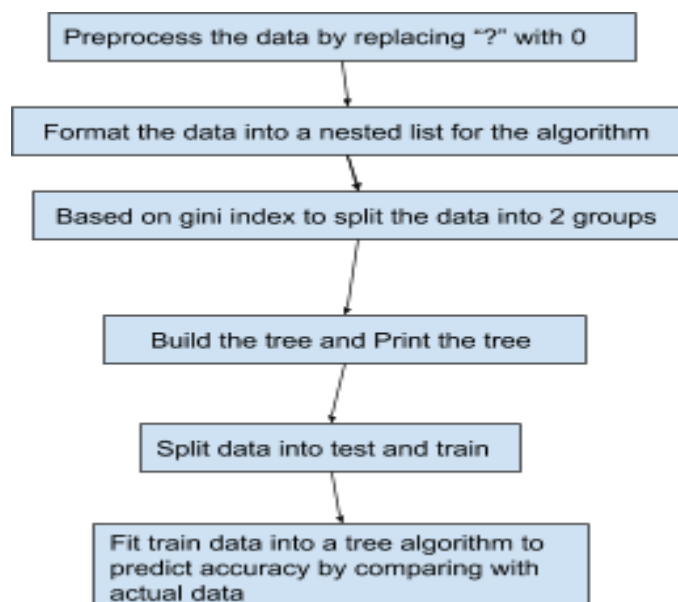 Preprocess the data by replacing “?” with 0
Format the data into a nested list for the algorithm
Based on gini index to split the data into 2 groups
Build the tree and Print the tree
Split data into test and train
Fit train data into a tree algorithm to
predict accuracy by comparing with
actual data